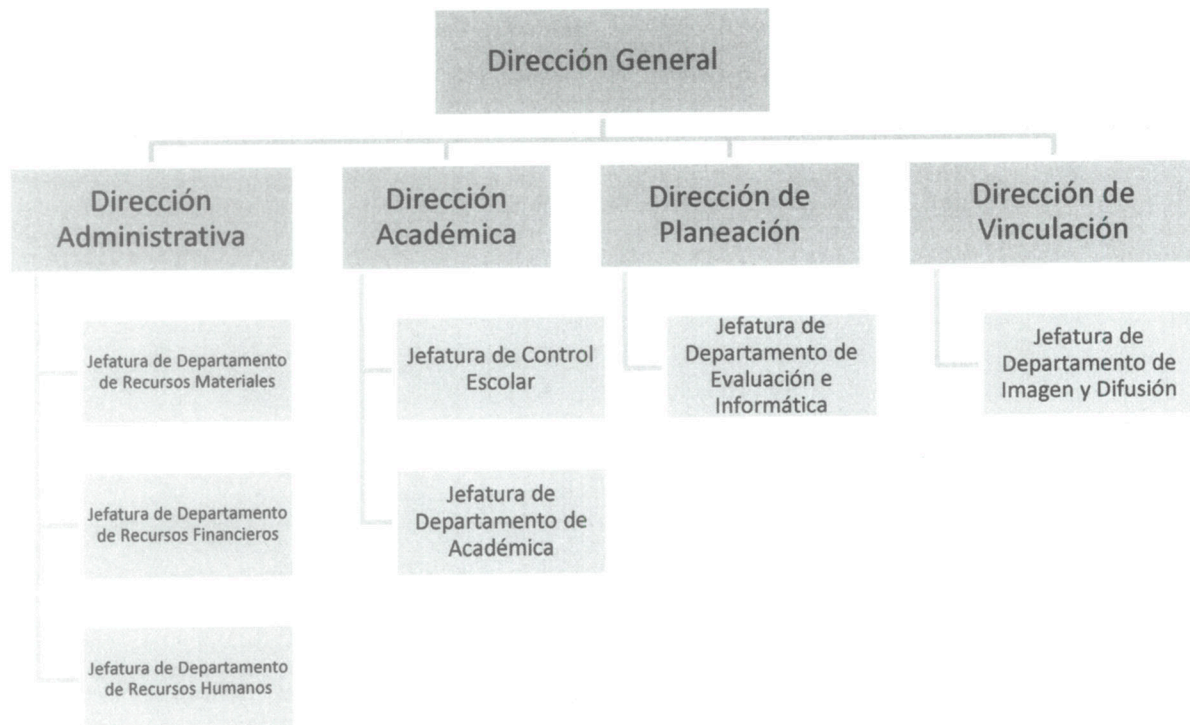 Dirección General
Dirección
Administrativa
Dirección
Académica
Dirección de
Planeación
Dirección de
Vinculación
Jefatura de Departamento
de Recursos Materiales
Jefatura de Departamento
de Recursos Financieros
Jefatura de Departamento
de Recursos Humanos
Jefatura de Control
Escolar
Jefatura de
Departamento de
Académica
Jefatura de
Departamento de
Evaluación e
Informática
Jefatura de
Departamento de
Imagen y Difusión